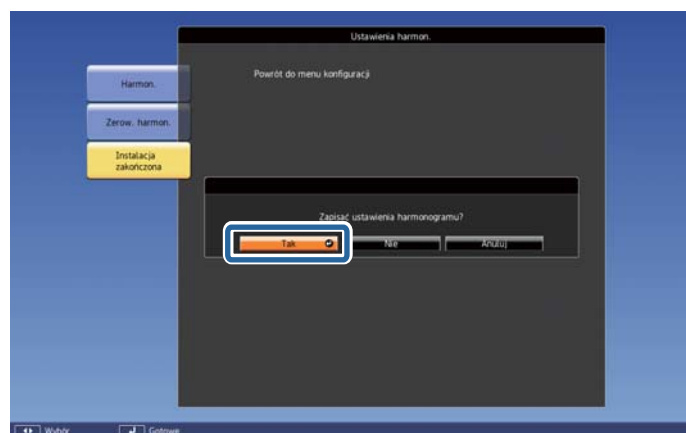 Ustawienia harmon.
Powrót do menu konfiguracji
Harmon.
Zerow. harmon.
Instalacja
zakończona
Zapisać ustawienia harmonogramu?
Tak Nie Anuluj
Wybór Gotowe